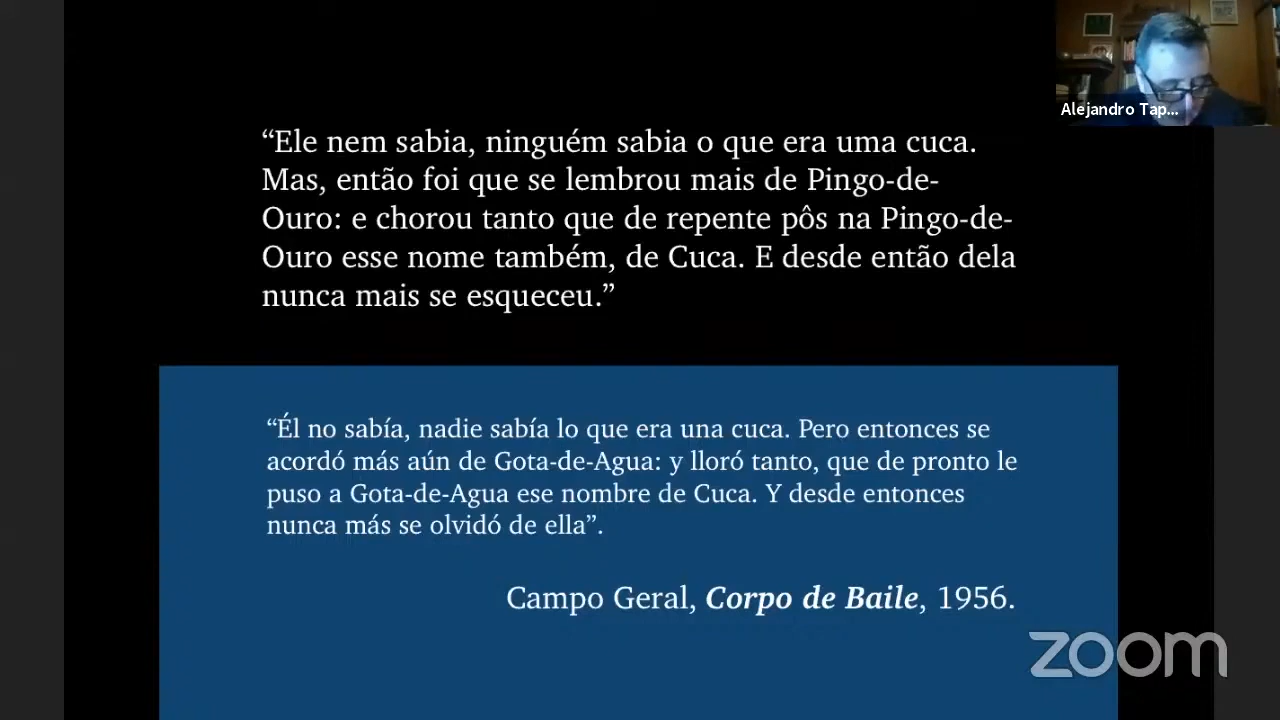 Alejandro Tap...
“Ele nem sabia, ninguém sabia o que era uma cuca.
Mas, então foi que se lembrou mais de Pingo-de-
Ouro: e chorou tanto que de repente pôs na Pingo-de-
Ouro esse nome também, de Cuca. E desde então dela
nunca mais se esqueceu.”
“Él no sabía, nadie sabía lo que era una cuca. Pero entonces se
acordó más aún de Gota-de-Agua: y lloró tanto, que de pronto le
puso a Gota-de-Agua ese nombre de Cuca. Y desde entonces
nunca más se olvidó de ella”.
Campo Geral, Corpo de Baile, 1956.
zoom